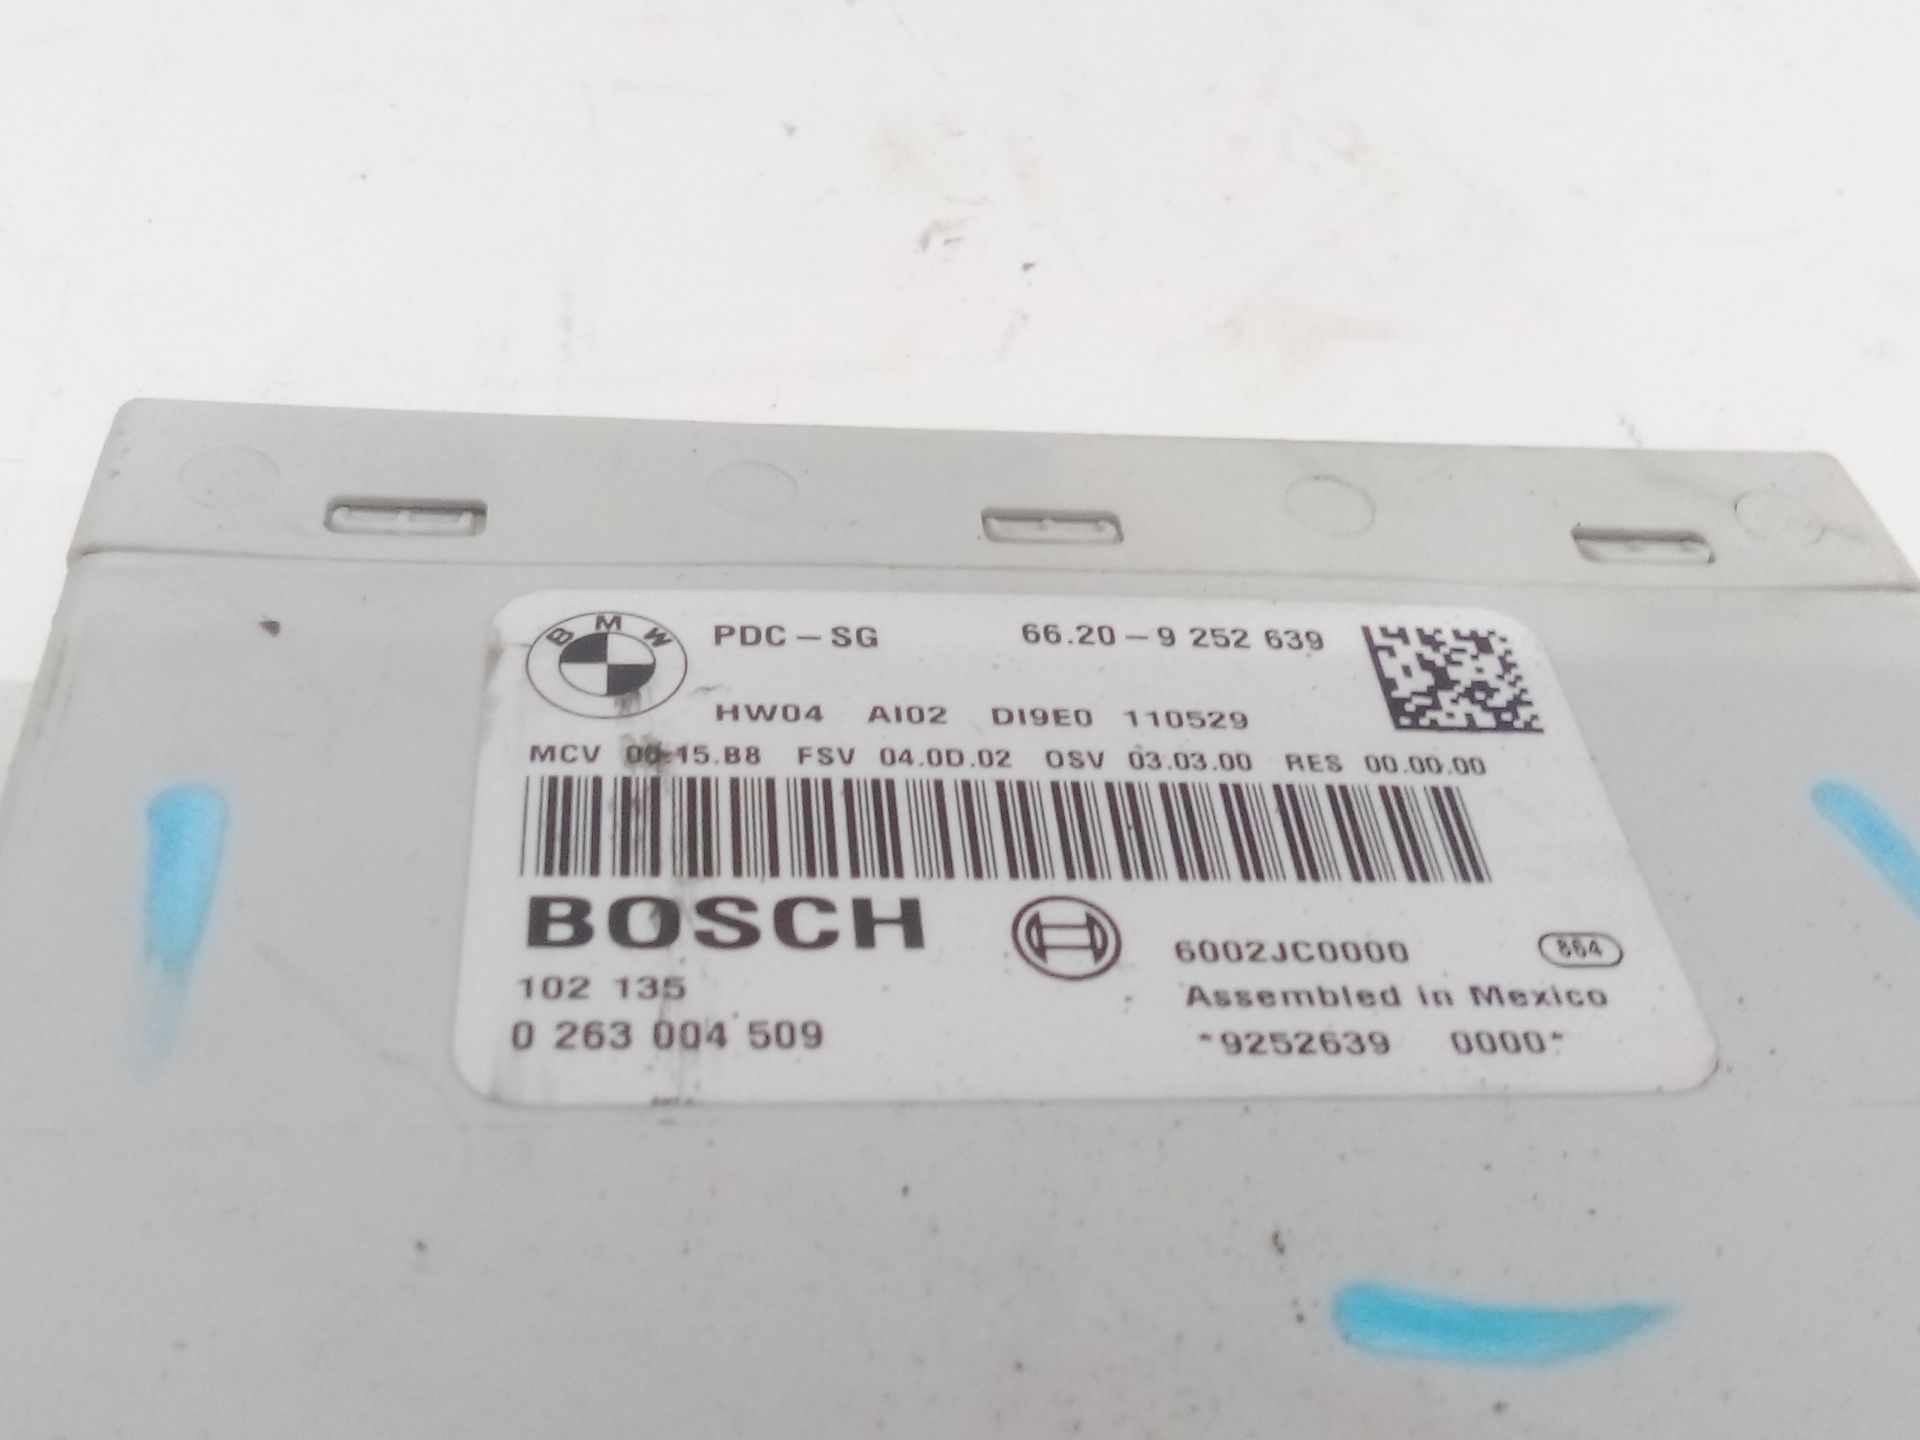 BMW
PDC-SG 66.20-9 252 639
HW04 AI02 DI9E0 110529
MCV 06.15.B8 FSV 04.0D.02 OSV 03.03.00 RES 00.00.00
BOSCH
6002JC0000 864
102 135 Assembled in Mexico
0 263 004 509 *9252639 0000*